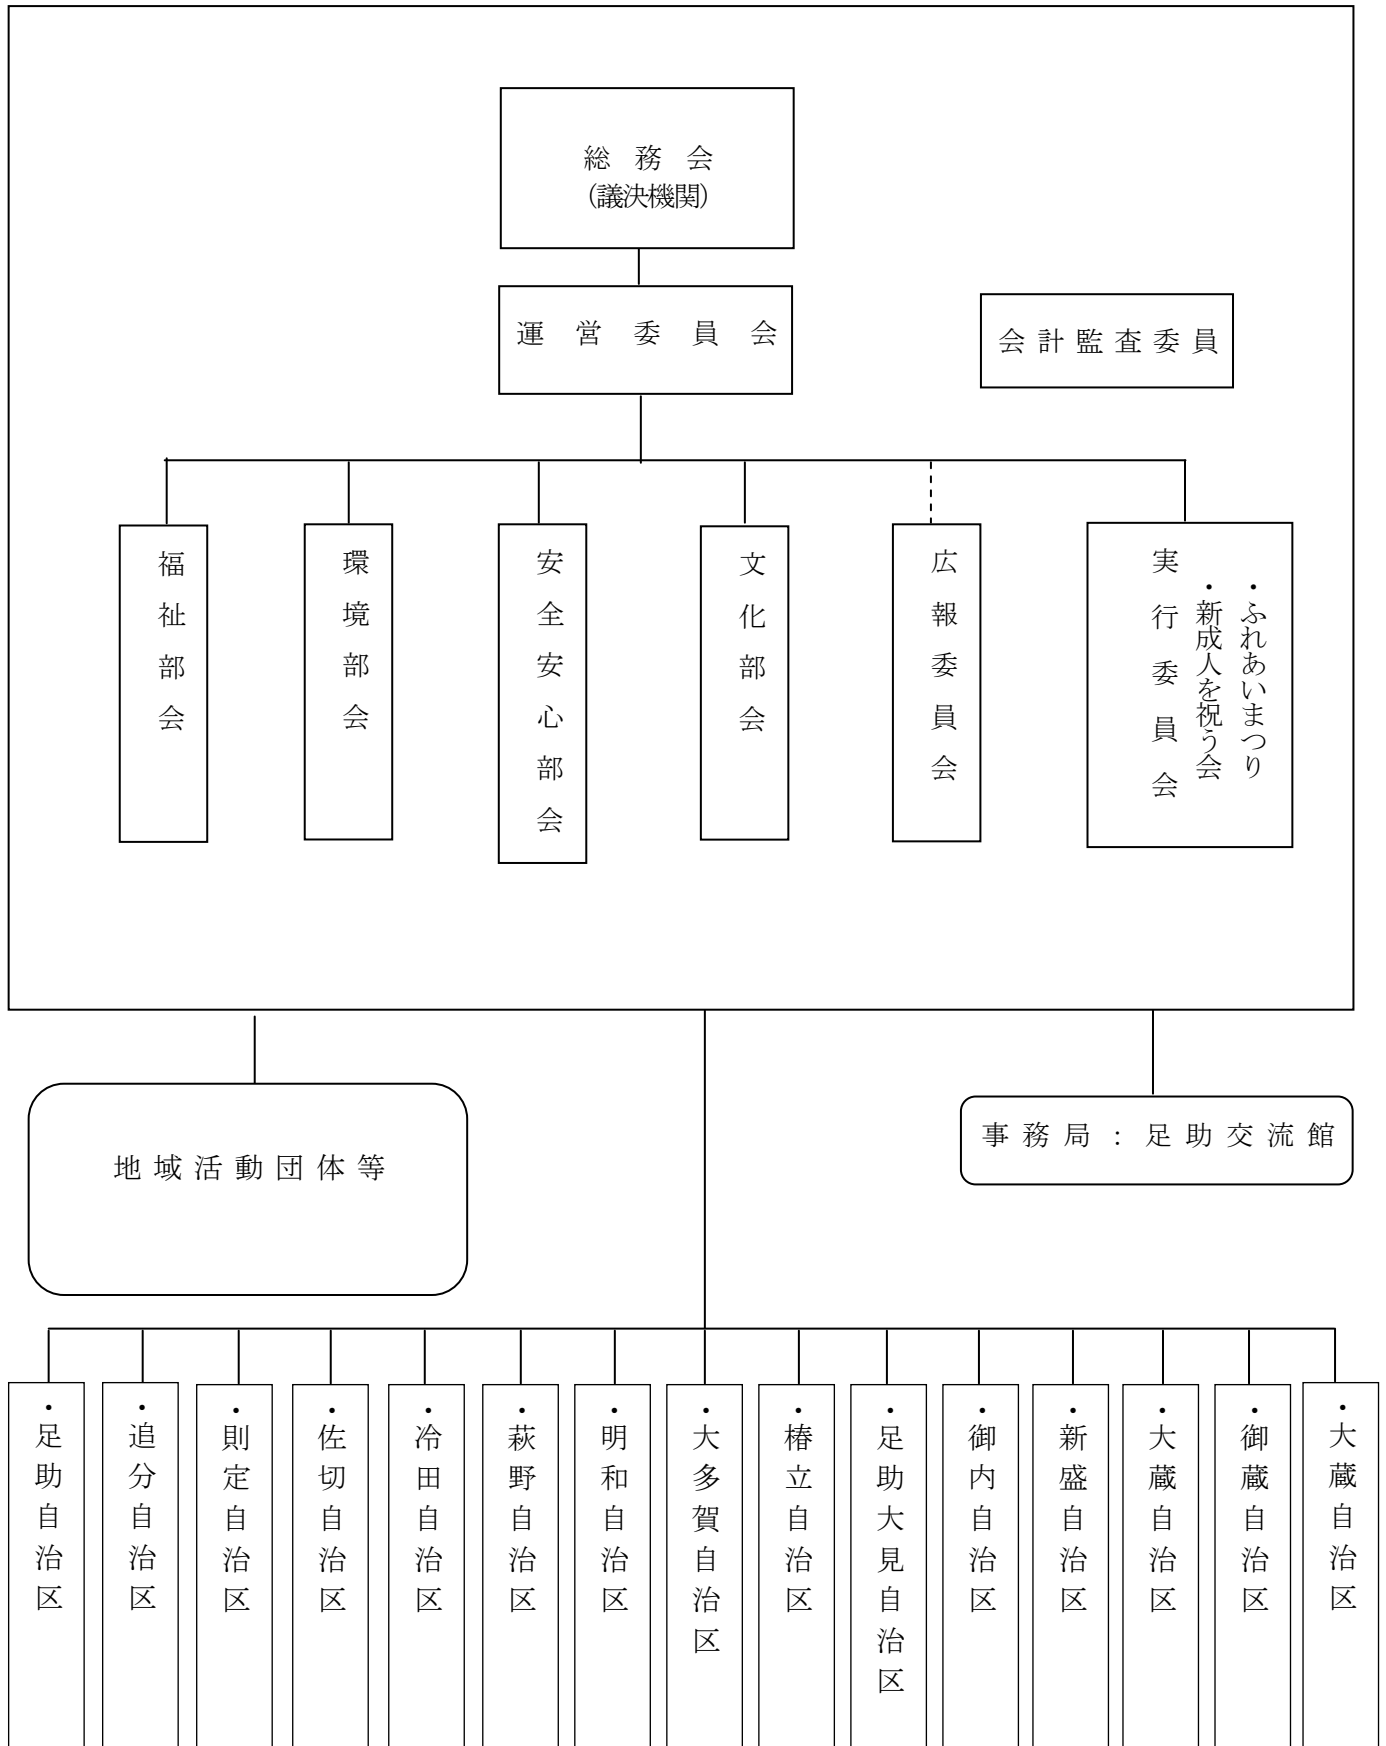 総務会
(議決機関)
運営委員会
会計監査委員
福祉部会
環境部会
安全安心部会
文化部会
広報委員会
・ふれあいまつり
・新成人を祝う会
実行委員会
地域活動団体等
事務局:足助交流館
・足助自治区
・追分自治区
・則定自治区
・佐切自治区
・冷田自治区
・萩野自治区
・明和自治区
・大多賀自治区
・椿立自治区
・足助大見自治区
・御内自治区
・新盛自治区
・大蔵自治区
・御蔵自治区
・大蔵自治区